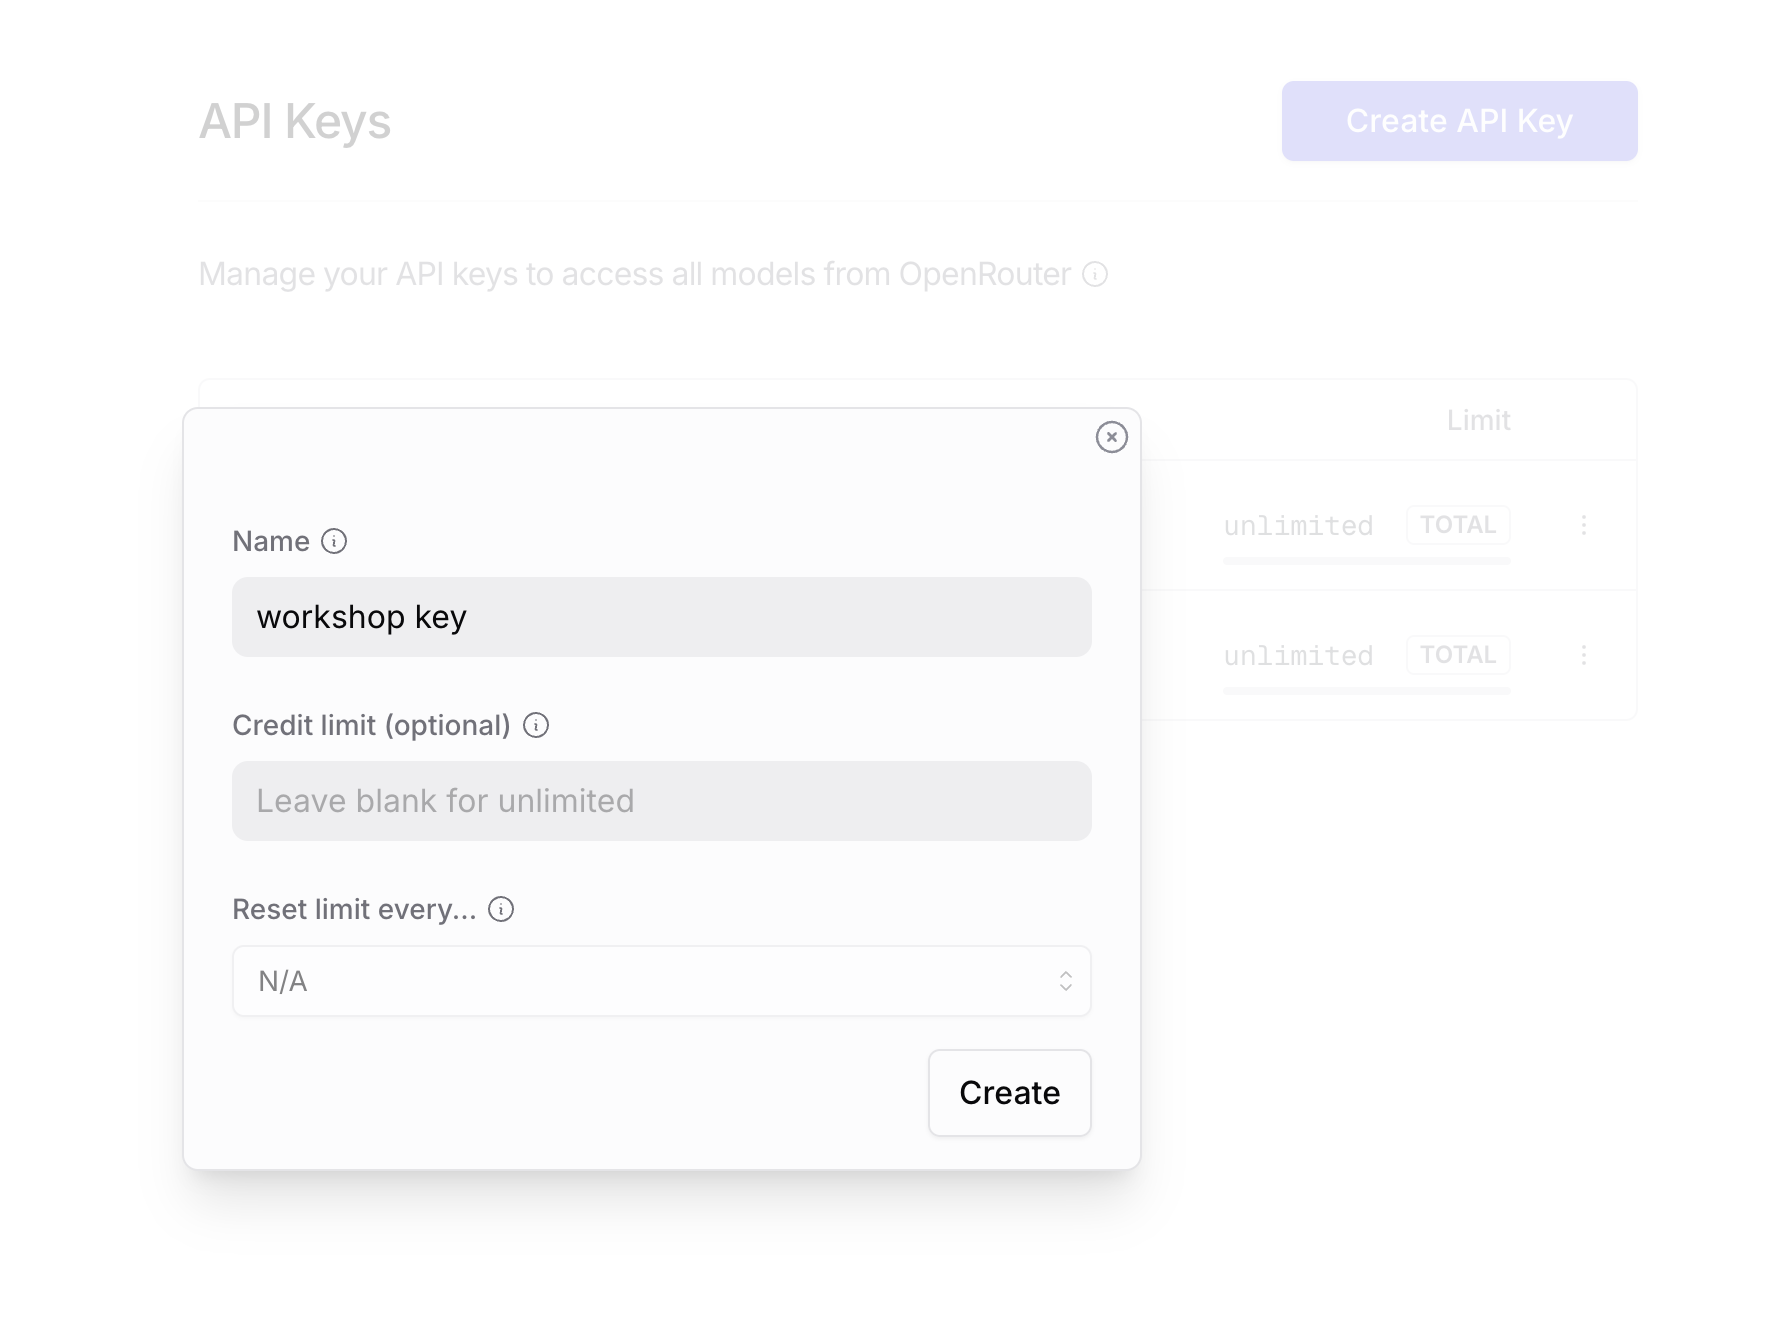 API Keys
Create API Key
Manage your API keys to access all models from OpenRouter
Limit
unlimited TOTAL
unlimited TOTAL
Name
workshop key
Credit limit (optional)
Leave blank for unlimited
Reset limit every...
N/A
Create